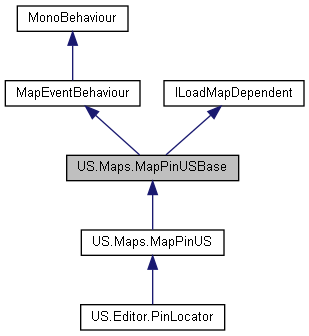 MonoBehaviour
MapEventBehaviour
ILoadMapDependent
US.Maps.MapPinUSBase
US.Maps.MapPinUS
US.Editor.PinLocator